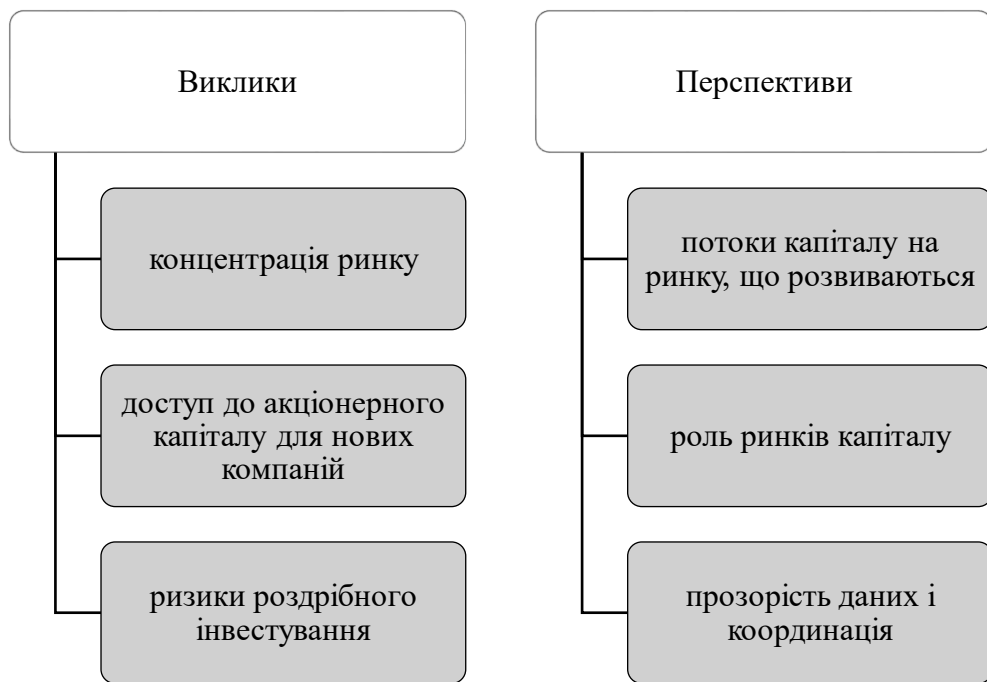 Виклики
концентрація ринку
доступ до акціонерного
капіталу для нових
компаній
ризики роздрібного
інвестування
Перспективи
потоки капіталу на
ринку, що розвиваються
роль ринків капіталу
прозорість даних і
координація